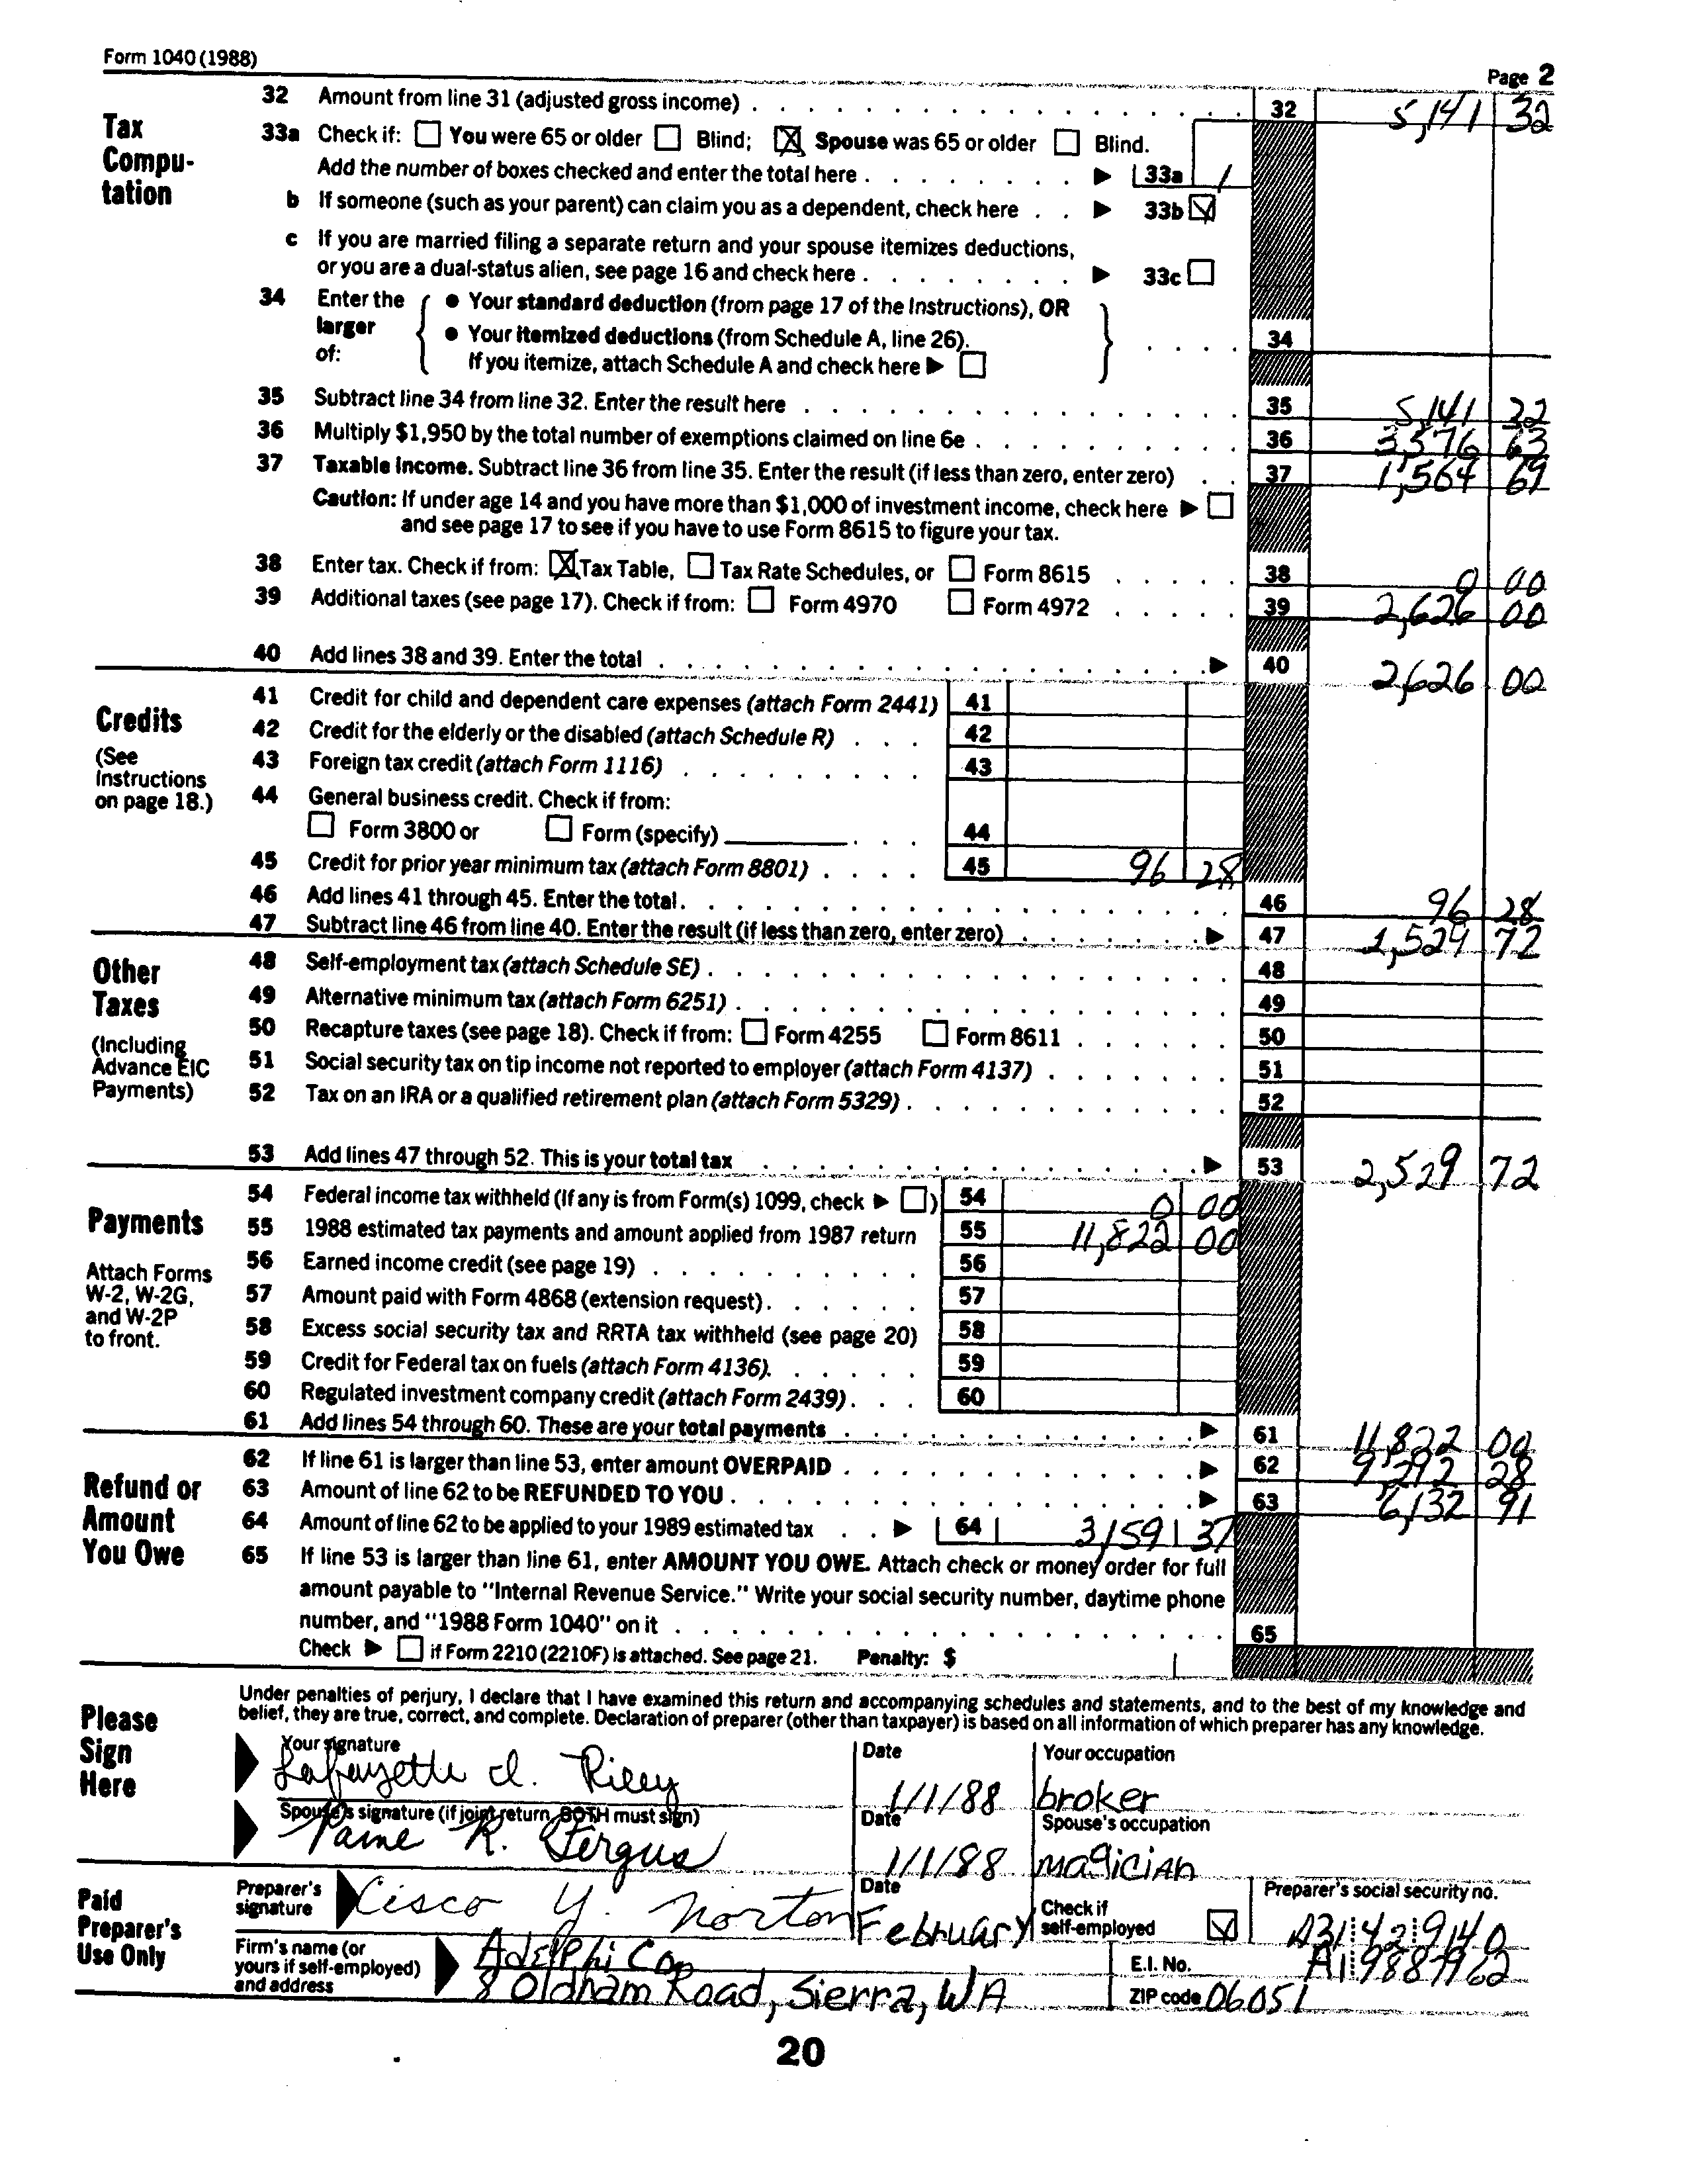 Form 1040 (1988)
Page 2
Tax Compu-tation
32 Amount from line 31 (adjusted gross income) 32 5,141 32
33a Check if: You were 65 or older Blind; Spouse was 65 or older Blind.
Add the number of boxes checked and enter the total here 33a 1
b If someone (such as your parent) can claim you as a dependent, check here 33b
c If you are married filing a separate return and your spouse itemizes deductions,
or you are a dual-status alien, see page 16 and check here 33c
34 Enter the larger of:
• Your standard deduction (from page 17 of the Instructions), OR
• Your itemized deductions (from Schedule A, line 26). 34
If you itemize, attach Schedule A and check here
35 Subtract line 34 from line 32. Enter the result here 35 5,141 32
36 Multiply $1,950 by the total number of exemptions claimed on line 6e 36 3,576 63
37 Taxable income. Subtract line 36 from line 35. Enter the result (if less than zero, enter zero) 37 1,564 69
Caution: If under age 14 and you have more than $1,000 of investment income, check here
and see page 17 to see if you have to use Form 8615 to figure your tax.
38 Enter tax. Check if from: Tax Table, Tax Rate Schedules, or Form 8615 38 0 00
39 Additional taxes (see page 17). Check if from: Form 4970 Form 4972 39 2,626 00
40 Add lines 38 and 39. Enter the total 40 2,626 00
Credits
(See Instructions on page 18.)
41 Credit for child and dependent care expenses (attach Form 2441) 41
42 Credit for the elderly or the disabled (attach Schedule R) 42
43 Foreign tax credit (attach Form 1116) 43
44 General business credit. Check if from:
Form 3800 or Form (specify) 44
45 Credit for prior year minimum tax (attach Form 8801) 45 96 28
46 Add lines 41 through 45. Enter the total 46 96 28
47 Subtract line 46 from line 40. Enter the result (if less than zero, enter zero) 47 2,529 72
Other Taxes
(Including Advance EIC Payments)
48 Self-employment tax (attach Schedule SE) 48
49 Alternative minimum tax (attach Form 6251) 49
50 Recapture taxes (see page 18). Check if from: Form 4255 Form 8611 50
51 Social security tax on tip income not reported to employer (attach Form 4137) 51
52 Tax on an IRA or a qualified retirement plan (attach Form 5329) 52
53 Add lines 47 through 52. This is your total tax 53 2,529 72
Payments
Attach Forms W-2, W-2G, and W-2P to front.
54 Federal income tax withheld (If any is from Form(s) 1099, check ) 54 0 00
55 1988 estimated tax payments and amount applied from 1987 return 55 11,822 00
56 Earned income credit (see page 19) 56
57 Amount paid with Form 4868 (extension request) 57
58 Excess social security tax and RRTA tax withheld (see page 20) 58
59 Credit for Federal tax on fuels (attach Form 4136) 59
60 Regulated investment company credit (attach Form 2439) 60
61 Add lines 54 through 60. These are your total payments 61 11,822 00
Refund or Amount You Owe
62 If line 61 is larger than line 53, enter amount OVERPAID 62 9,292 28
63 Amount of line 62 to be REFUNDED TO YOU 63 6,132 91
64 Amount of line 62 to be applied to your 1989 estimated tax 64 3,159 37
65 If line 53 is larger than line 61, enter AMOUNT YOU OWE. Attach check or money order for full
amount payable to "Internal Revenue Service." Write your social security number, daytime phone
number, and "1988 Form 1040" on it 65
Check if Form 2210 (2210F) is attached. See page 21. Penalty: $
Please Sign Here
Under penalties of perjury, I declare that I have examined this return and accompanying schedules and statements, and to the best of my knowledge and
belief, they are true, correct, and complete. Declaration of preparer (other than taxpayer) is based on all information of which preparer has any knowledge.
Your signature Date Your occupation
Lafayette d. Riley 1/1/88 broker
Spouse's signature (if joint return, BOTH must sign) Date Spouse's occupation
Paine R. Fergus 1/1/88 magician
Paid Preparer's Use Only
Preparer's signature Date Check if self-employed Preparer's social security no.
Cisco Y. Norton February A31 42 9140
Firm's name (or yours if self-employed) and address E.I. No.
Adelphi Cop A1 9887962
8 Oldham Road, Sierra, WA ZIP code 06051
20